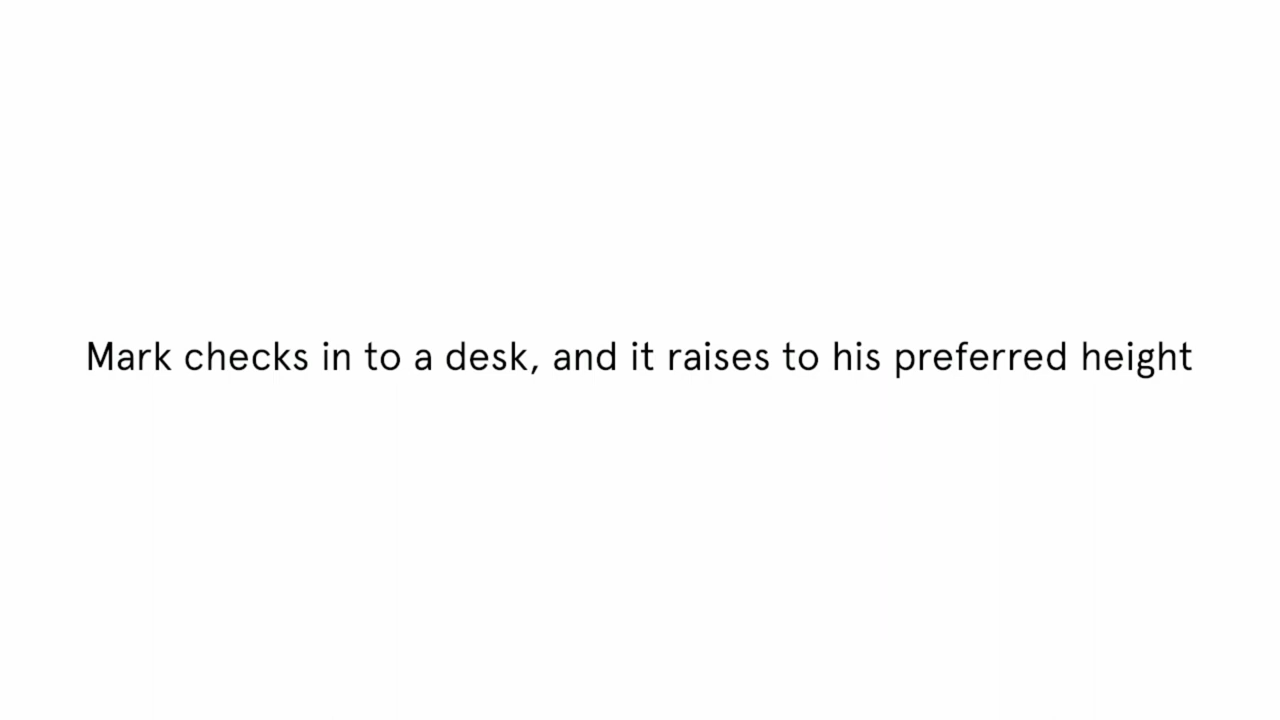 Mark checks in to a desk, and it raises to his preferred height